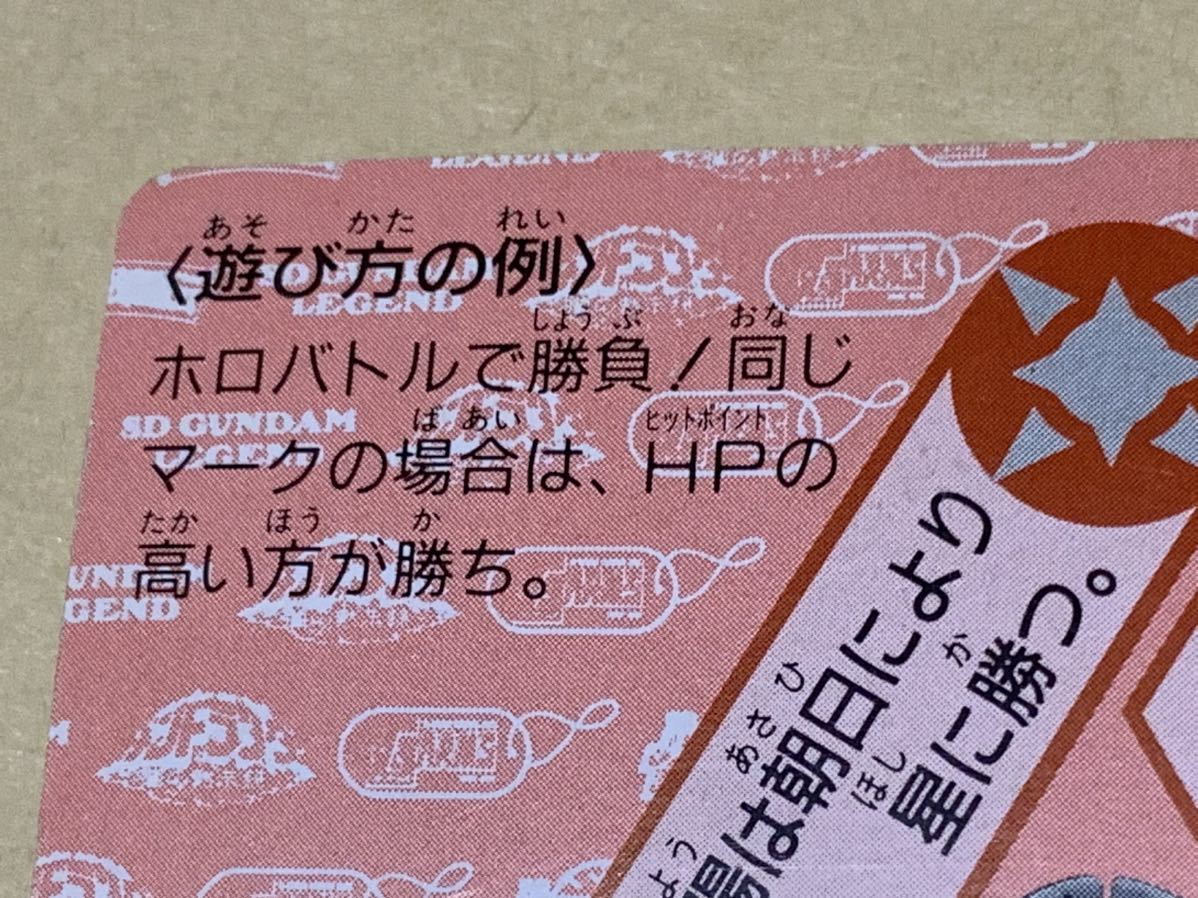 〈遊び方の例〉
ホロバトルで勝負!同じ
マークの場合は、HPの
高い方が勝ち。
陽は朝日により
星に勝つ。
SD GUNDAM
LEGEND